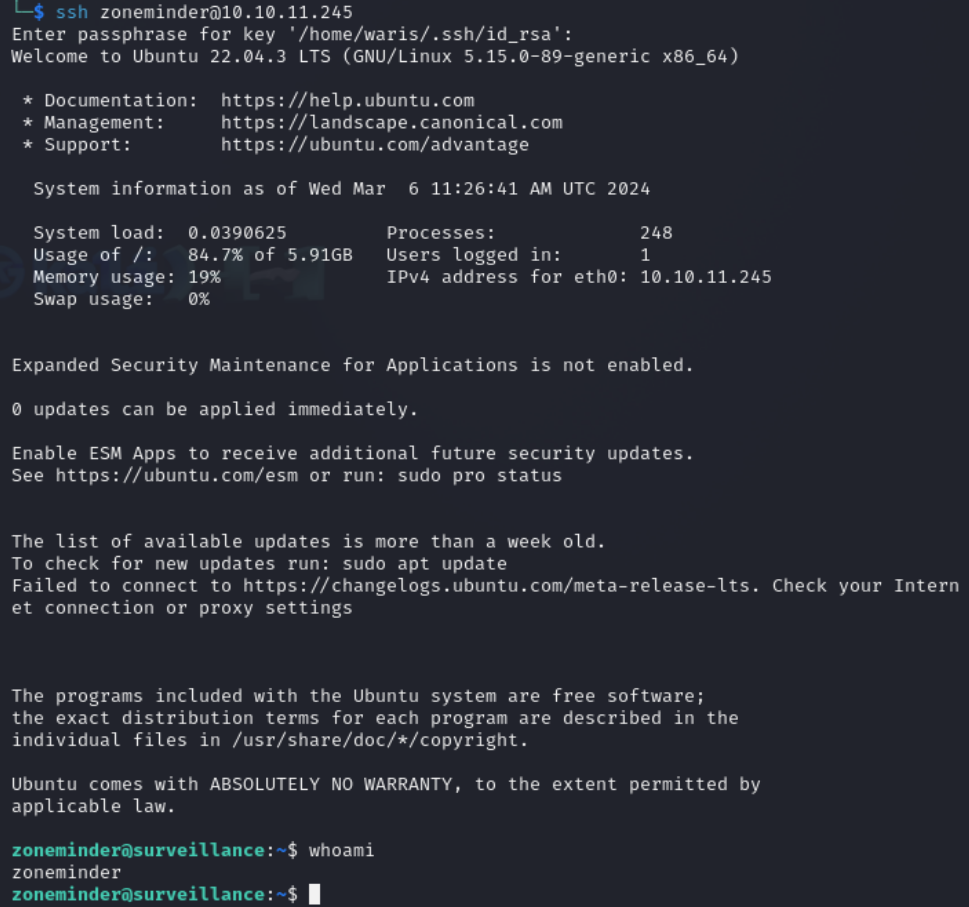 └─$ ssh zoneminder@10.10.11.245
Enter passphrase for key '/home/waris/.ssh/id_rsa':
Welcome to Ubuntu 22.04.3 LTS (GNU/Linux 5.15.0-89-generic x86_64)
* Documentation:  https://help.ubuntu.com
* Management:     https://landscape.canonical.com
* Support:        https://ubuntu.com/advantage
System information as of Wed Mar  6 11:26:41 AM UTC 2024
System load:  0.0390625         Processes:             248
Usage of /:   84.7% of 5.91GB   Users logged in:       1
Memory usage: 19%               IPv4 address for eth0: 10.10.11.245
Swap usage:   0%
Expanded Security Maintenance for Applications is not enabled.
0 updates can be applied immediately.
Enable ESM Apps to receive additional future security updates.
See https://ubuntu.com/esm or run: sudo pro status
The list of available updates is more than a week old.
To check for new updates run: sudo apt update
Failed to connect to https://changelogs.ubuntu.com/meta-release-lts. Check your Intern
et connection or proxy settings
The programs included with the Ubuntu system are free software;
the exact distribution terms for each program are described in the
individual files in /usr/share/doc/*/copyright.
Ubuntu comes with ABSOLUTELY NO WARRANTY, to the extent permitted by
applicable law.
zoneminder@surveillance:~$ whoami
zoneminder
zoneminder@surveillance:~$